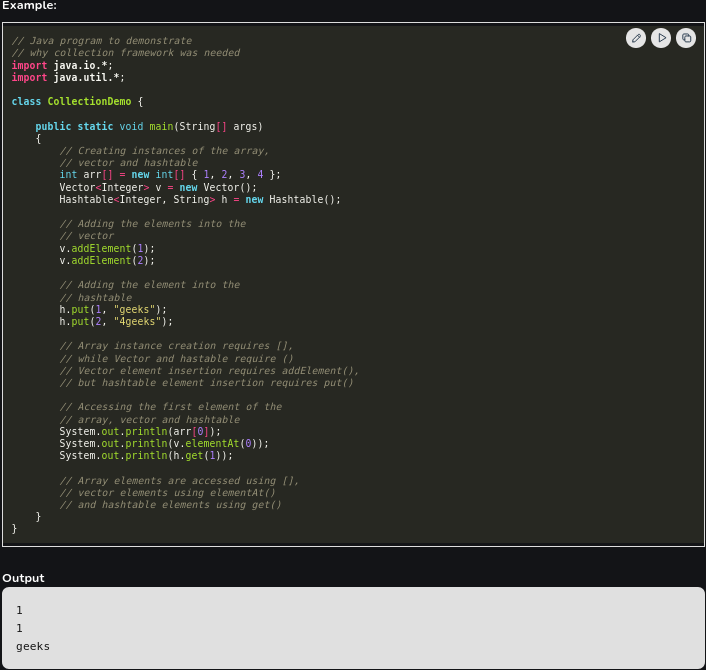 Example:
// Java program to demonstrate
// why collection framework was needed
import java.io.*;
import java.util.*;

class CollectionDemo {

    public static void main(String[] args)
    {
        // Creating instances of the array,
        // vector and hashtable
        int arr[] = new int[] { 1, 2, 3, 4 };
        Vector<Integer> v = new Vector();
        Hashtable<Integer, String> h = new Hashtable();

        // Adding the elements into the
        // vector
        v.addElement(1);
        v.addElement(2);

        // Adding the element into the
        // hashtable
        h.put(1, "geeks");
        h.put(2, "4geeks");

        // Array instance creation requires [],
        // while Vector and hastable require ()
        // Vector element insertion requires addElement(),
        // but hashtable element insertion requires put()

        // Accessing the first element of the
        // array, vector and hashtable
        System.out.println(arr[0]);
        System.out.println(v.elementAt(0));
        System.out.println(h.get(1));

        // Array elements are accessed using [],
        // vector elements using elementAt()
        // and hashtable elements using get()
    }
}
Output
1
1
geeks